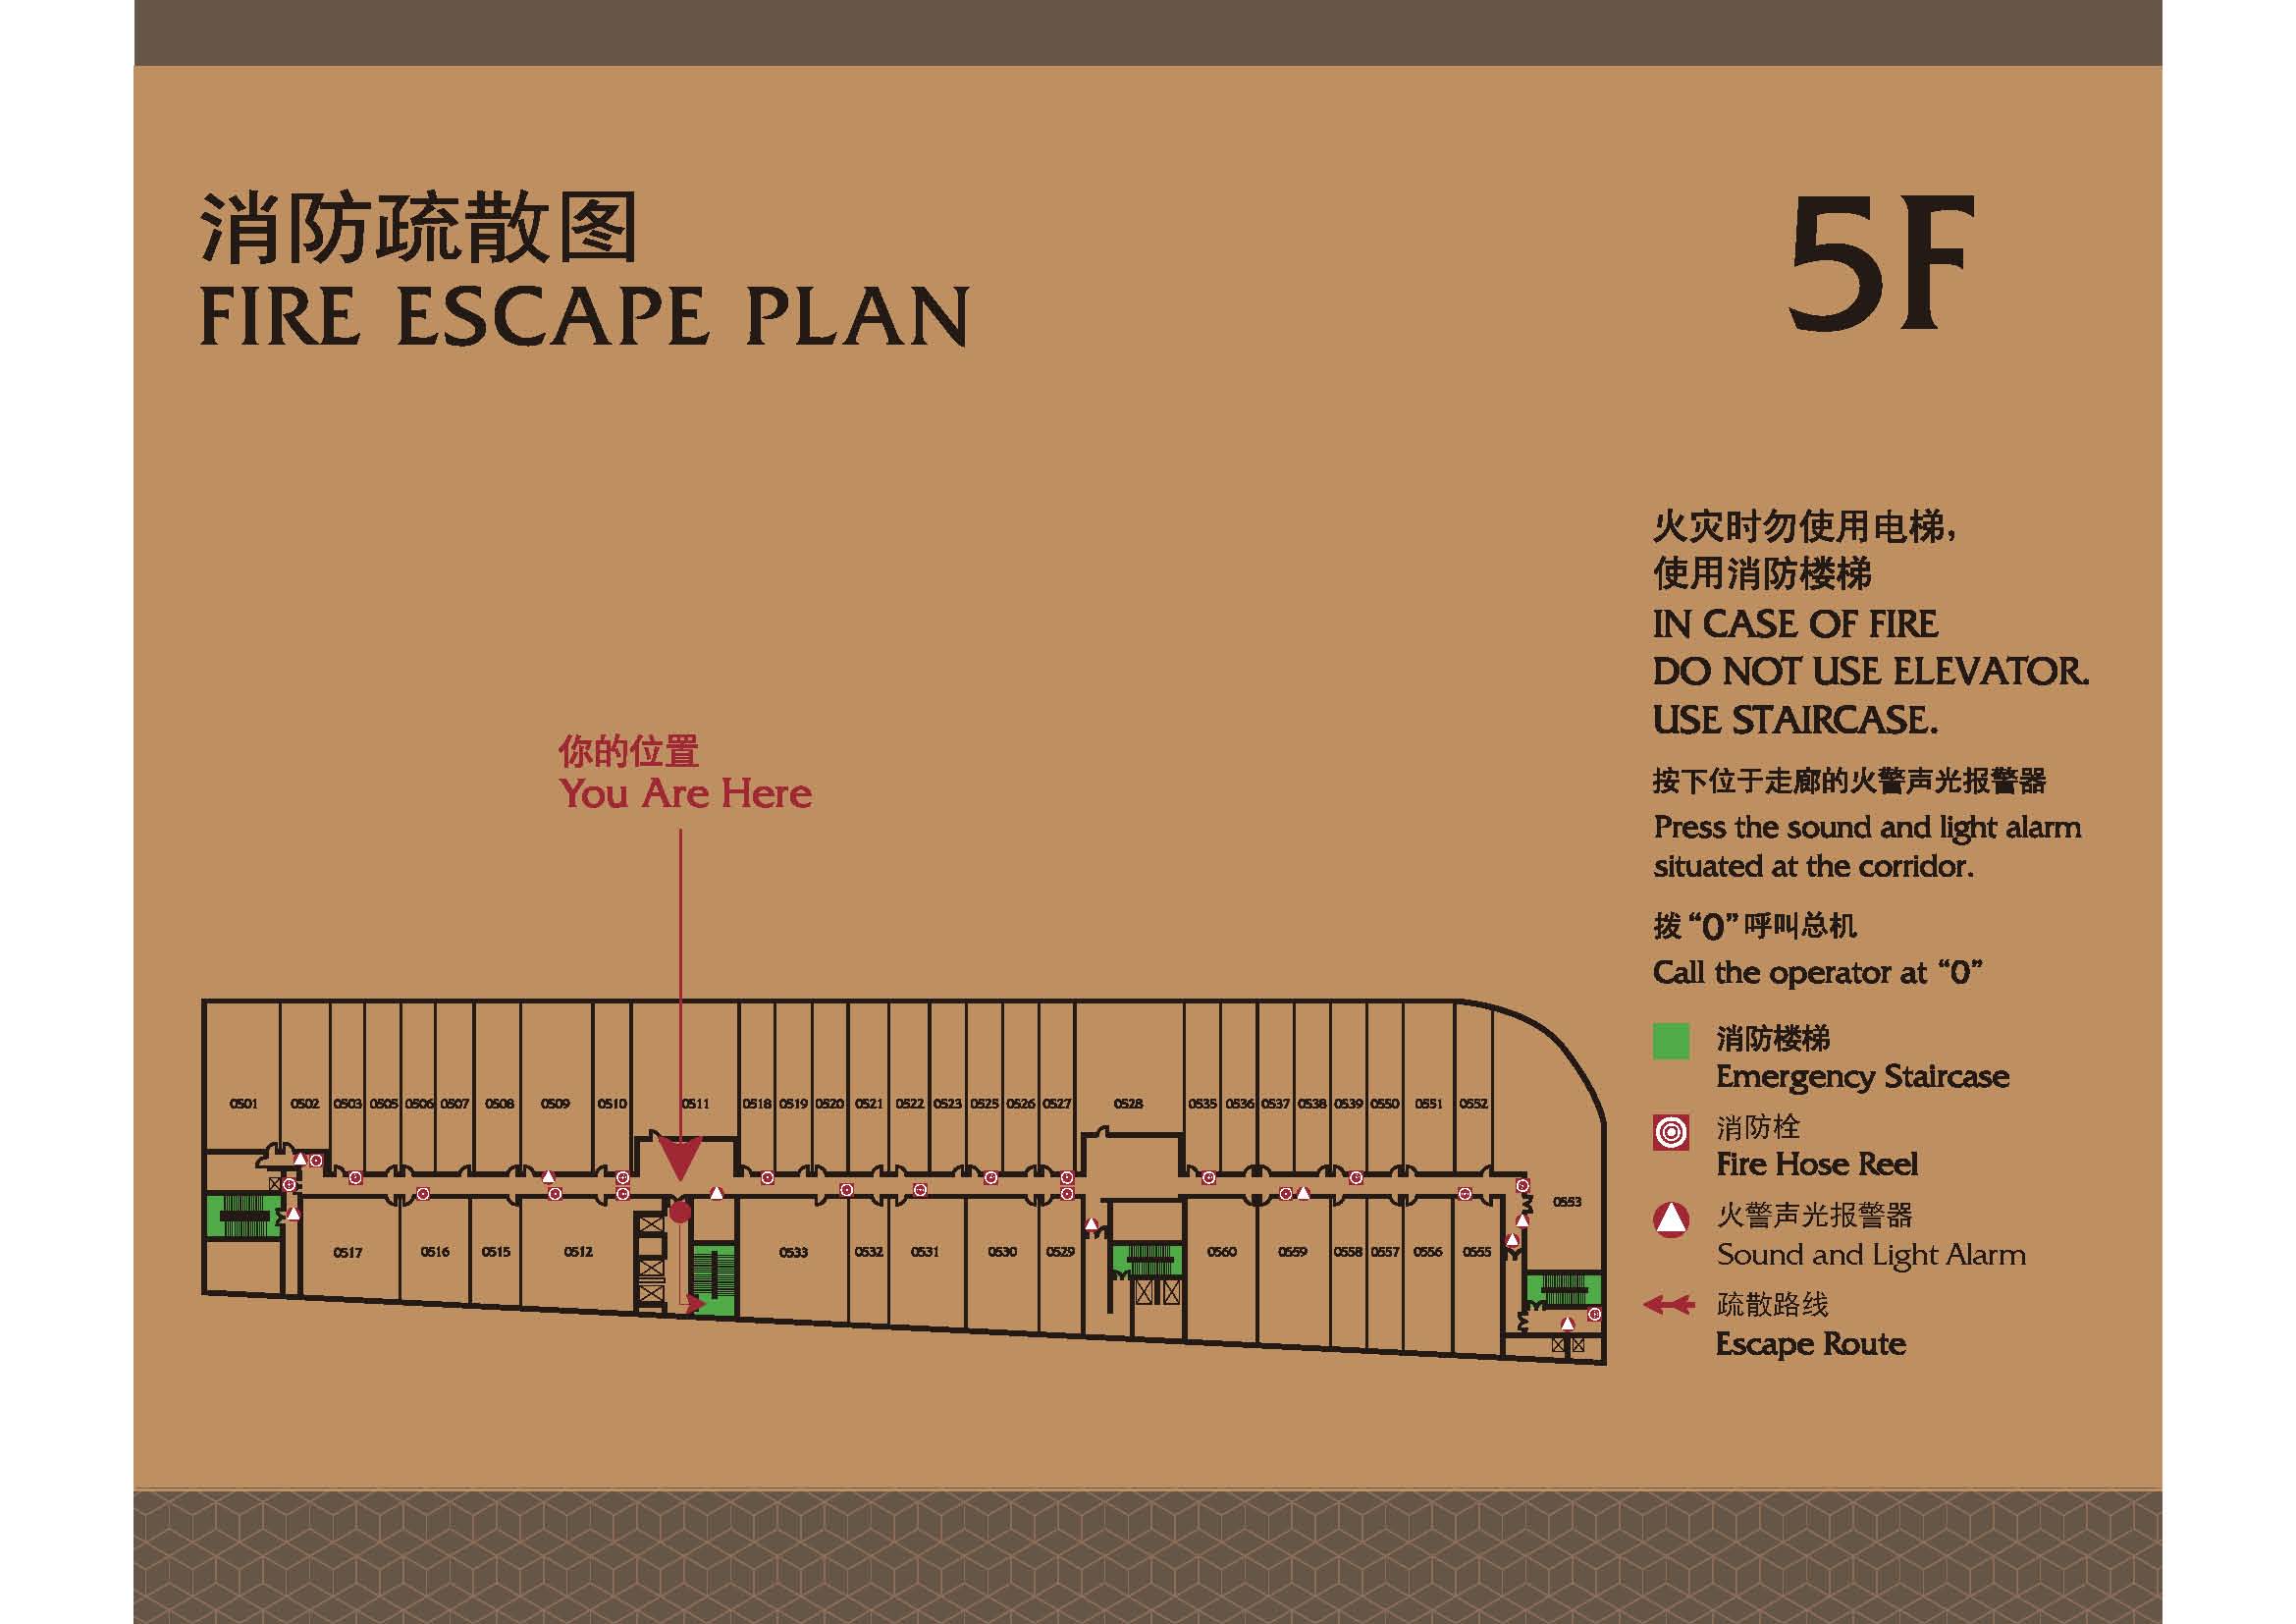 消防疏散图
FIRE ESCAPE PLAN
5F
火灾时勿使用电梯，
使用消防楼梯
IN CASE OF FIRE
DO NOT USE ELEVATOR.
USE STAIRCASE.
按下位于走廊的火警声光报警器
Press the sound and light alarm
situated at the corridor.
拨“0”呼叫总机
Call the operator at “0”
消防楼梯
Emergency Staircase
消防栓
Fire Hose Reel
火警声光报警器
Sound and Light Alarm
疏散路线
Escape Route
你的位置
You Are Here
0501 0502 0503 0505 0506 0507 0508 0509 0510 0511 0518 0519 0520 0521 0522 0523 0525 0526 0527 0528 0535 0536 0537 0538 0539 0550 0551 0552
0553
0517 0516 0515 0512 0533 0532 0531 0530 0529 0560 0559 0558 0557 0556 0555